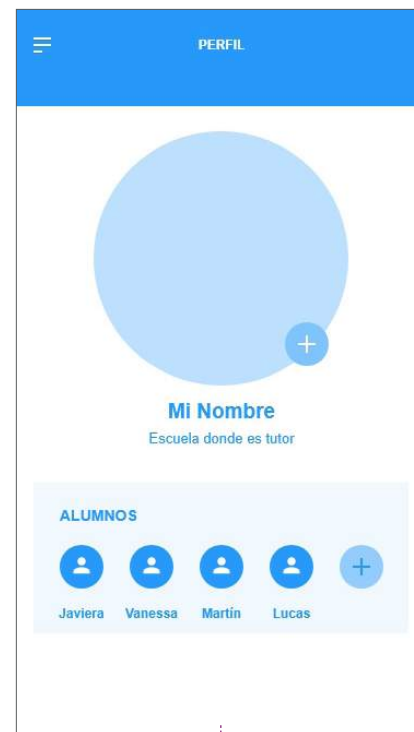 PERFIL
Mi Nombre
Escuela donde es tutor
ALUMNOS
Javiera Vanessa Martín Lucas